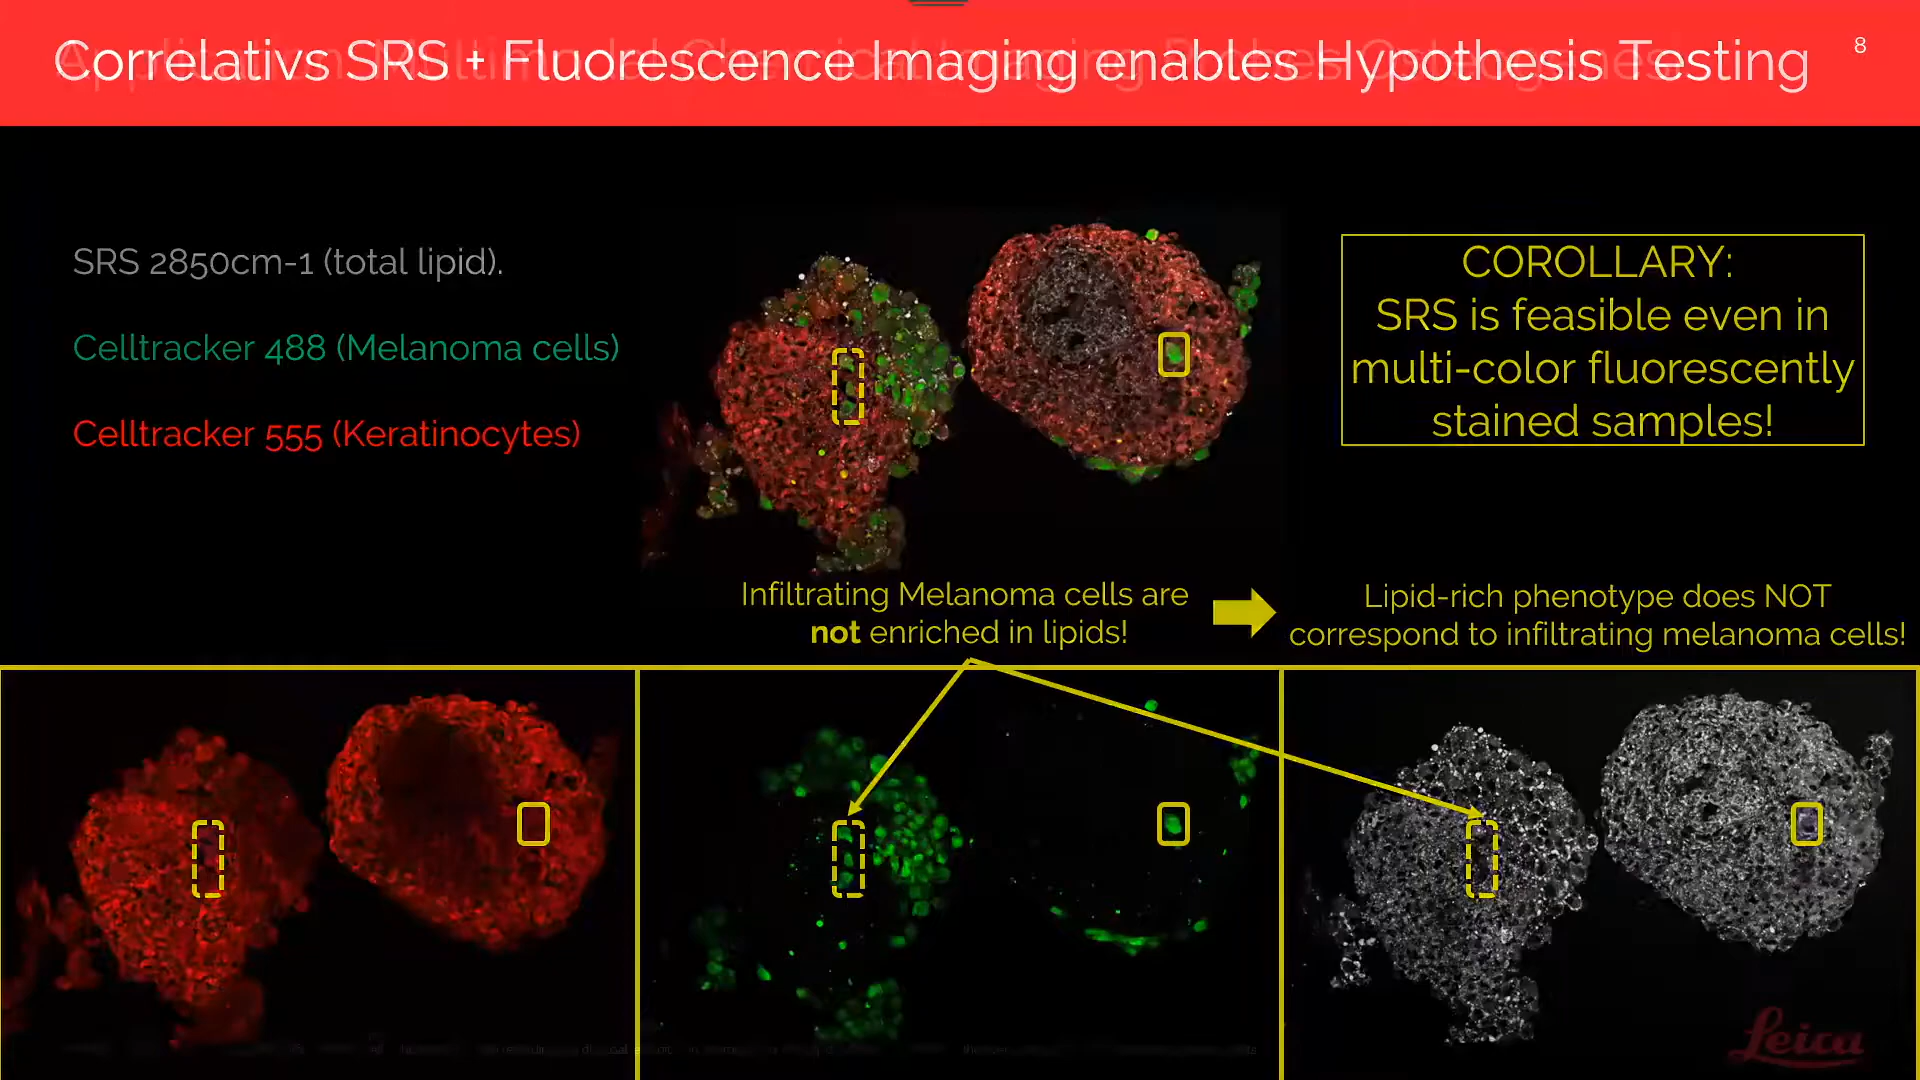 Correlativs SRS + Fluorescence Imaging enables Hypothesis Testing
8
SRS 2850cm-1 (total lipid).
Celltracker 488 (Melanoma cells)
Celltracker 555 (Keratinocytes)
COROLLARY:
SRS is feasible even in
multi-color fluorescently
stained samples!
Infiltrating Melanoma cells are
not enriched in lipids!
Lipid-rich phenotype does NOT
correspond to infiltrating melanoma cells!
Leica